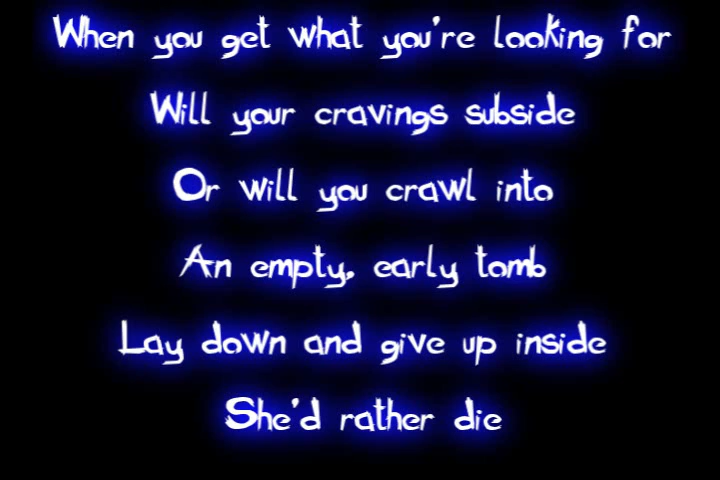 When you get what you're looking for
Will your cravings subside
Or will you crawl into
An empty, early tomb
Lay down and give up inside
She'd rather die